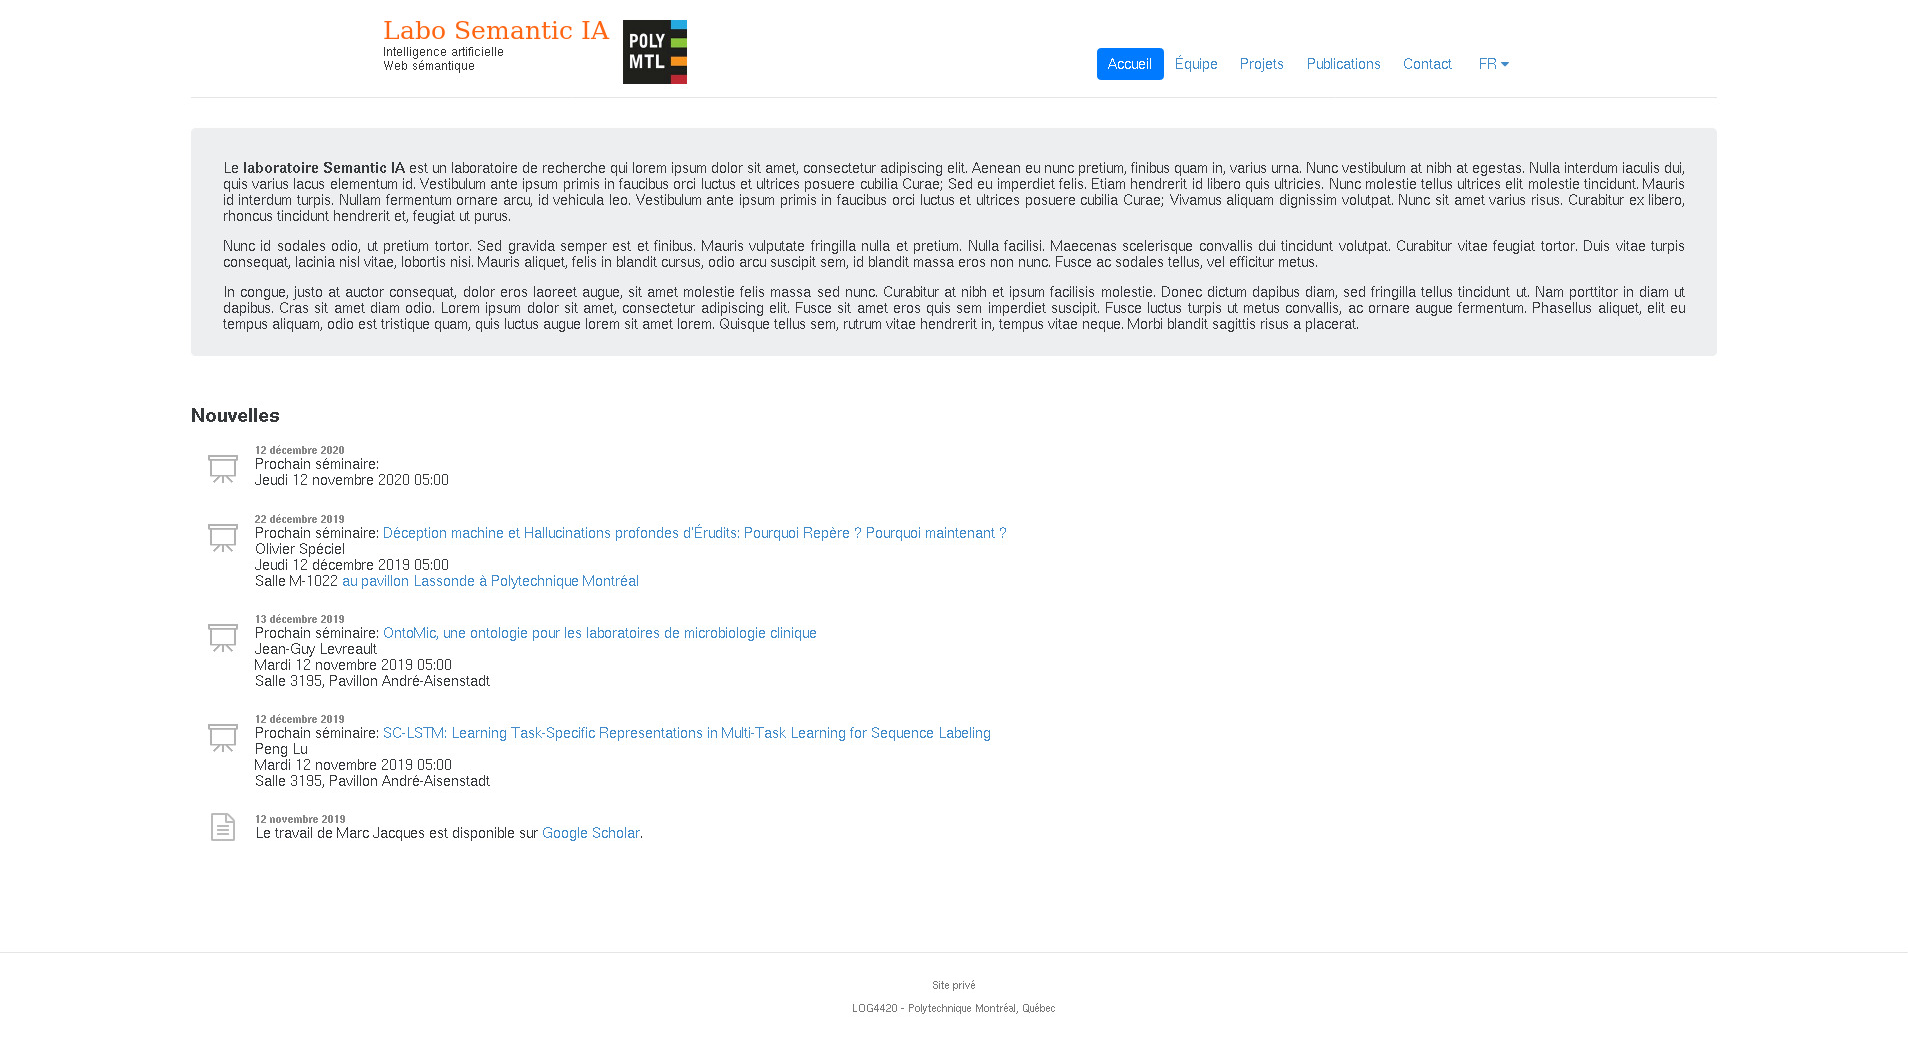 Labo Semantic IA
Intelligence artificielle
Web sémantique
POLY
MTL
Accueil Équipe Projets Publications Contact FR
Le laboratoire Semantic IA est un laboratoire de recherche qui lorem ipsum dolor sit amet, consectetur adipiscing elit. Aenean eu nunc pretium, finibus quam in, varius urna. Nunc vestibulum at nibh at egestas. Nulla interdum iaculis dui,
quis varius lacus elementum id. Vestibulum ante ipsum primis in faucibus orci luctus et ultrices posuere cubilia Curae; Sed eu imperdiet felis. Etiam hendrerit id libero quis ultricies. Nunc molestie tellus ultrices elit molestie tincidunt. Mauris
id interdum turpis. Nullam fermentum ornare arcu, id vehicula leo. Vestibulum ante ipsum primis in faucibus orci luctus et ultrices posuere cubilia Curae; Vivamus aliquam dignissim volutpat. Nunc sit amet varius risus. Curabitur ex libero,
rhoncus tincidunt hendrerit et, feugiat ut purus.
Nunc id sodales odio, ut pretium tortor. Sed gravida semper est et finibus. Mauris vulputate fringilla nulla et pretium. Nulla facilisi. Maecenas scelerisque convallis dui tincidunt volutpat. Curabitur vitae feugiat tortor. Duis vitae turpis
consequat, lacinia nisl vitae, lobortis nisi. Mauris aliquet, felis in blandit cursus, odio arcu suscipit sem, id blandit massa eros non nunc. Fusce ac sodales tellus, vel efficitur metus.
In congue, justo at auctor consequat, dolor eros laoreet augue, sit amet molestie felis massa sed nunc. Curabitur at nibh et ipsum facilisis molestie. Donec dictum dapibus diam, sed fringilla tellus tincidunt ut. Nam porttitor in diam ut
dapibus. Cras sit amet diam odio. Lorem ipsum dolor sit amet, consectetur adipiscing elit. Fusce sit amet eros quis sem imperdiet suscipit. Fusce luctus turpis ut metus convallis, ac ornare augue fermentum. Phasellus aliquet, elit eu
tempus aliquam, odio est tristique quam, quis luctus augue lorem sit amet lorem. Quisque tellus sem, rutrum vitae hendrerit in, tempus vitae neque. Morbi blandit sagittis risus a placerat.
Nouvelles
12 décembre 2020
Prochain séminaire:
Jeudi 12 novembre 2020 05:00
22 décembre 2019
Prochain séminaire: Déception machine et Hallucinations profondes d'Érudits: Pourquoi Repère ? Pourquoi maintenant ?
Olivier Spéciel
Jeudi 12 décembre 2019 05:00
Salle M-1022 au pavillon Lassonde à Polytechnique Montréal
13 décembre 2019
Prochain séminaire: OntoMic, une ontologie pour les laboratoires de microbiologie clinique
Jean-Guy Levreault
Mardi 12 novembre 2019 05:00
Salle 3195, Pavillon André-Aisenstadt
12 décembre 2019
Prochain séminaire: SC-LSTM: Learning Task-Specific Representations in Multi-Task Learning for Sequence Labeling
Peng Lu
Mardi 12 novembre 2019 05:00
Salle 3195, Pavillon André-Aisenstadt
12 novembre 2019
Le travail de Marc Jacques est disponible sur Google Scholar.
Site privé
LOG4420 - Polytechnique Montréal, Québec